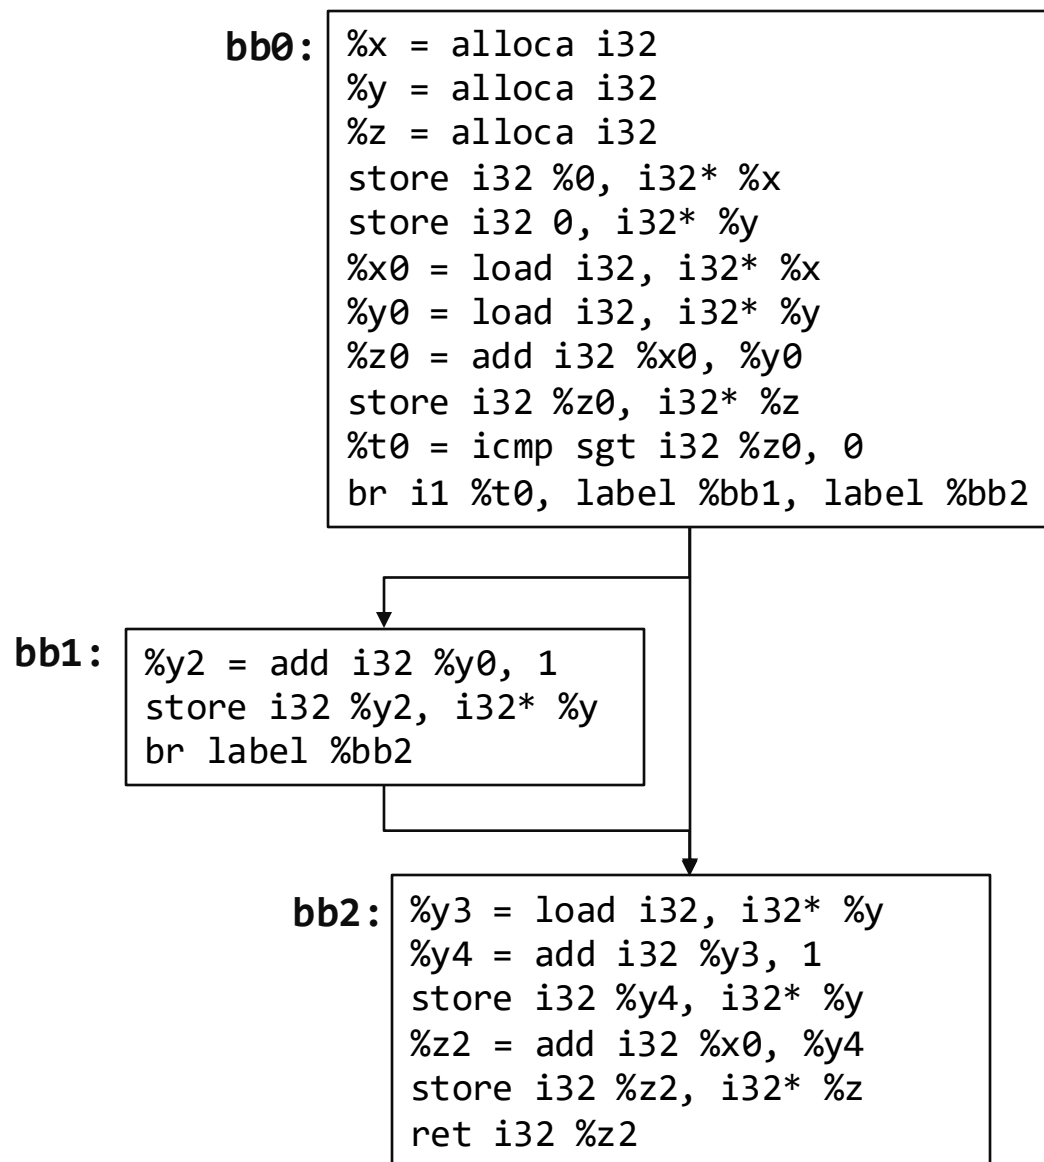 bb0:
%x = alloca i32
%y = alloca i32
%z = alloca i32
store i32 %0, i32* %x
store i32 0, i32* %y
%x0 = load i32, i32* %x
%y0 = load i32, i32* %y
%z0 = add i32 %x0, %y0
store i32 %z0, i32* %z
%t0 = icmp sgt i32 %z0, 0
br i1 %t0, label %bb1, label %bb2
bb1:
%y2 = add i32 %y0, 1
store i32 %y2, i32* %y
br label %bb2
bb2:
%y3 = load i32, i32* %y
%y4 = add i32 %y3, 1
store i32 %y4, i32* %y
%z2 = add i32 %x0, %y4
store i32 %z2, i32* %z
ret i32 %z2